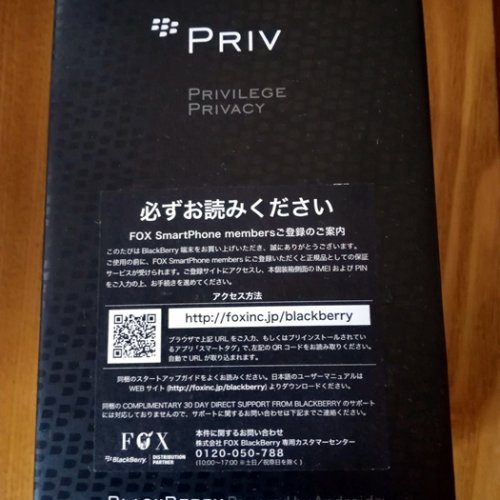 PRIV
PRIVILEGE
PRIVACY
必ずお読みください
FOX SmartPhone membersご登録のご案内
このたびは BlackBerry 端末をお買い上げいただき、誠にありがとうございます。
ご使用の前に、FOX SmartPhone members にご登録いただくと正規品としての保証
サービスが受けられます。ご登録サイトにアクセスし、本個装箱側面の IMEI および PIN
をご入力の上、お手続きを進めてください。
アクセス方法
http://foxinc.jp/blackberry
ブラウザで上記 URL をご入力、もしくはプリインストールされて
いるアプリ「スマートタグ」で、左記の QR コードをお読み取りください。
自動で URL が取り込まれます。
同梱のスタートアップガイドをよくお読みください。日本語のユーザーマニュアルは
WEB サイト (http://foxinc.jp/blackberry) よりダウンロードください。
同梱の COMPLIMENTARY 30 DAY DIRECT SUPPORT FROM BLACKBERRY のサポート
には対応しておりませんので、サポートに関するお問い合わせは下記までご連絡ください。
FOX
BlackBerry
DISTRIBUTION
PARTNER
本件に関するお問い合わせ
株式会社 FOX BlackBerry 専用カスタマーセンター
0120-050-788
(10:00〜17:00 ※土日／祝祭日を除く)